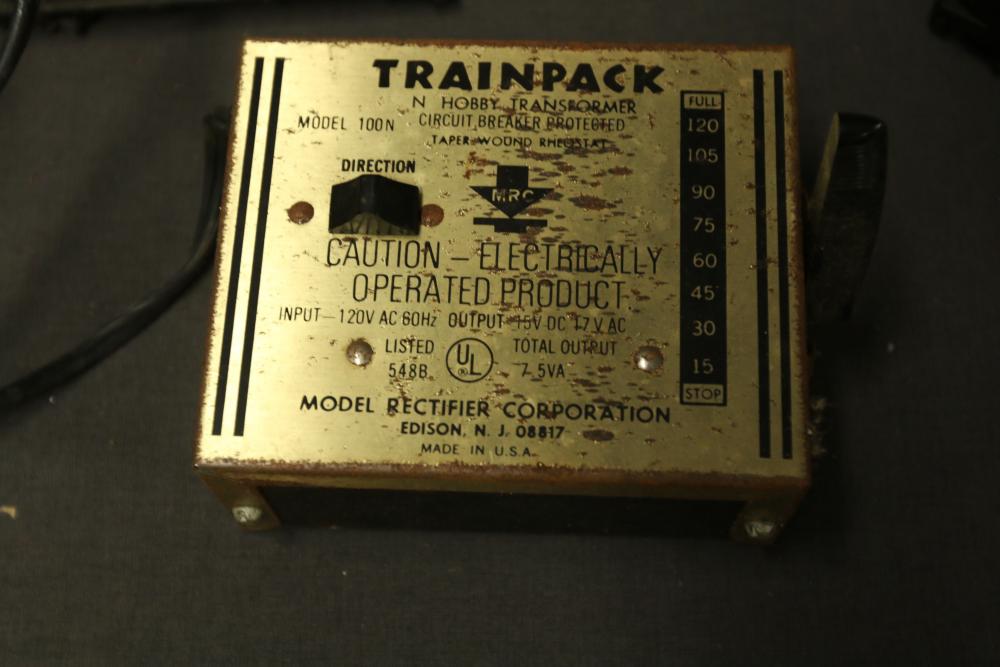 TRAINPACK
N HOBBY TRANSFORMER
MODEL 100N CIRCUIT BREAKER PROTECTED
TAPER WOUND RHEOSTAT
DIRECTION
MRC
CAUTION – ELECTRICALLY
OPERATED PRODUCT
INPUT–120V AC 60Hz OUTPUT 15V DC 17V AC
LISTED UL ® TOTAL OUTPUT
548B 7.5VA
MODEL RECTIFIER CORPORATION
EDISON, N. J. 08817
MADE IN U.S.A.
FULL
120
105
90
75
60
45
30
15
STOP